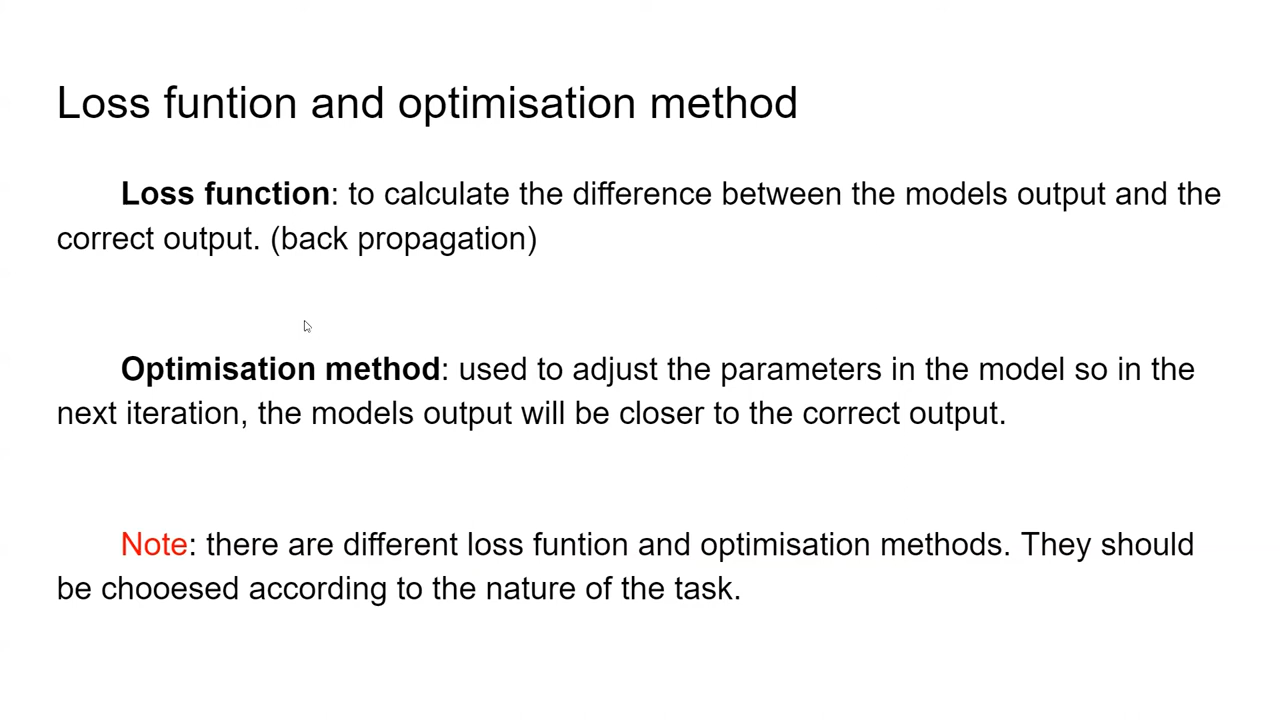 Loss funtion and optimisation method
Loss function: to calculate the difference between the models output and the
correct output. (back propagation)
Optimisation method: used to adjust the parameters in the model so in the
next iteration, the models output will be closer to the correct output.
Note: there are different loss funtion and optimisation methods. They should
be chooesed according to the nature of the task.